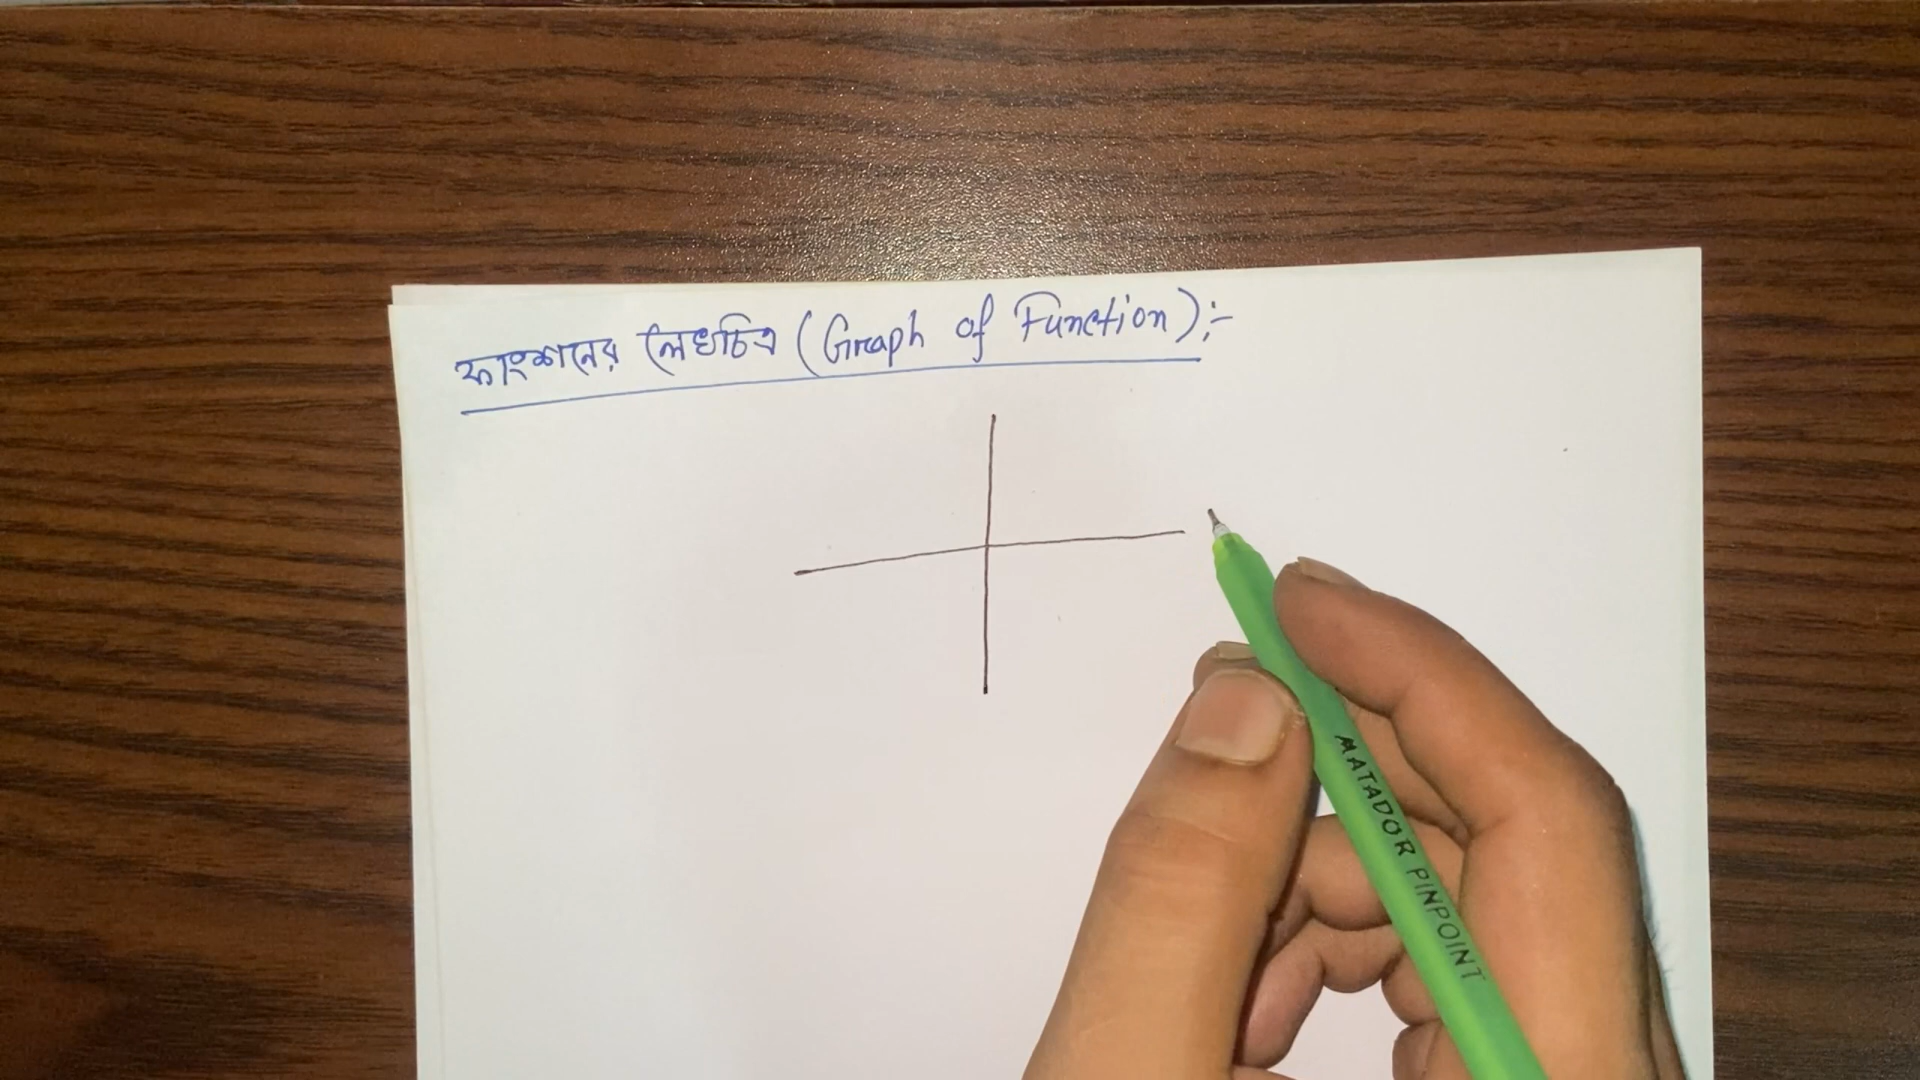 ফাংশনের লেখচিত্র (Graph of Function):-
MATADOR PINPOINT